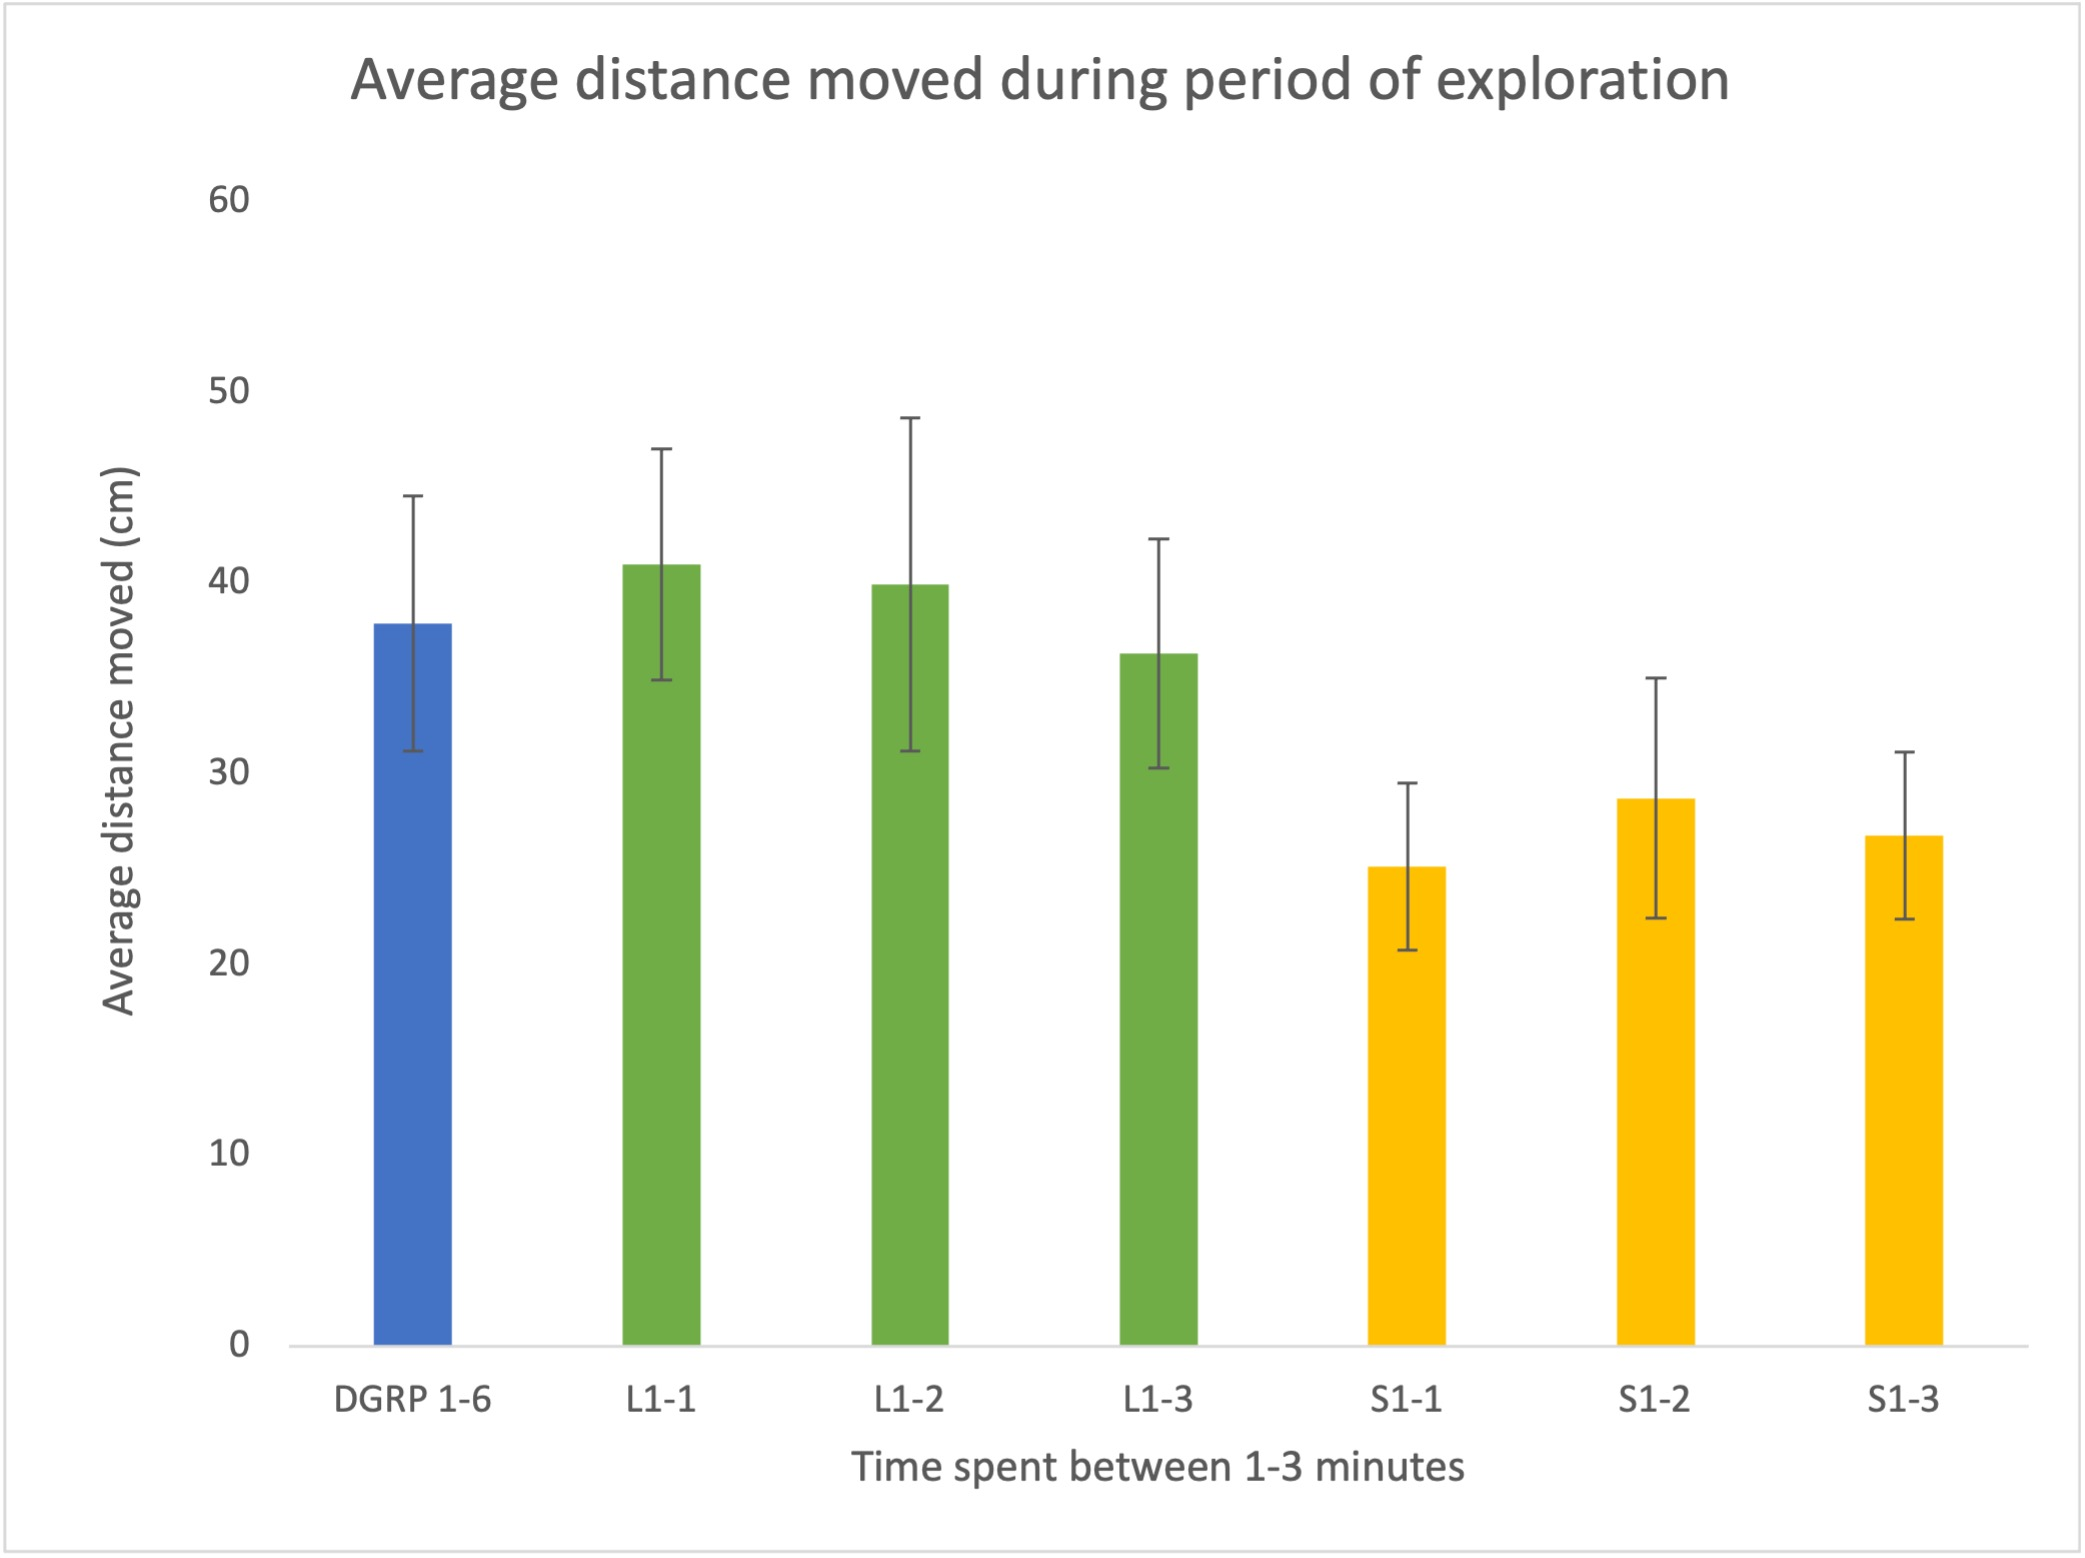 Average distance moved during period of exploration
Average distance moved (cm)
60
50
40
30
20
10
0
DGRP 1-6 L1-1 L1-2 L1-3 S1-1 S1-2 S1-3
Time spent between 1-3 minutes